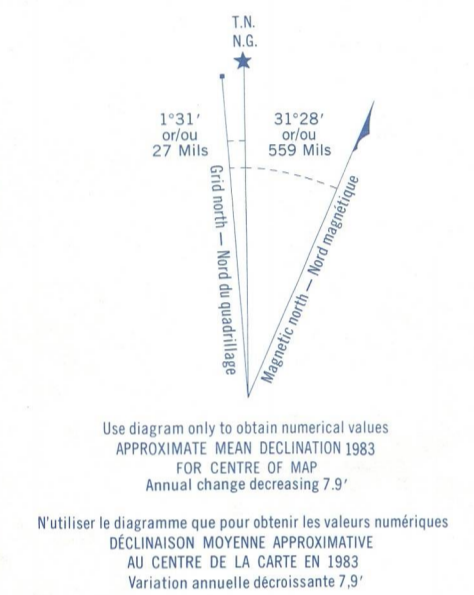 T.N.
N.G.
1°31′
or/ou
27 Mils
31°28′
or/ou
559 Mils
Grid north — Nord du quadrillage
Magnetic north — Nord magnétique
Use diagram only to obtain numerical values
APPROXIMATE MEAN DECLINATION 1983
FOR CENTRE OF MAP
Annual change decreasing 7.9′
N'utiliser le diagramme que pour obtenir les valeurs numériques
DÉCLINAISON MOYENNE APPROXIMATIVE
AU CENTRE DE LA CARTE EN 1983
Variation annuelle décroissante 7,9′